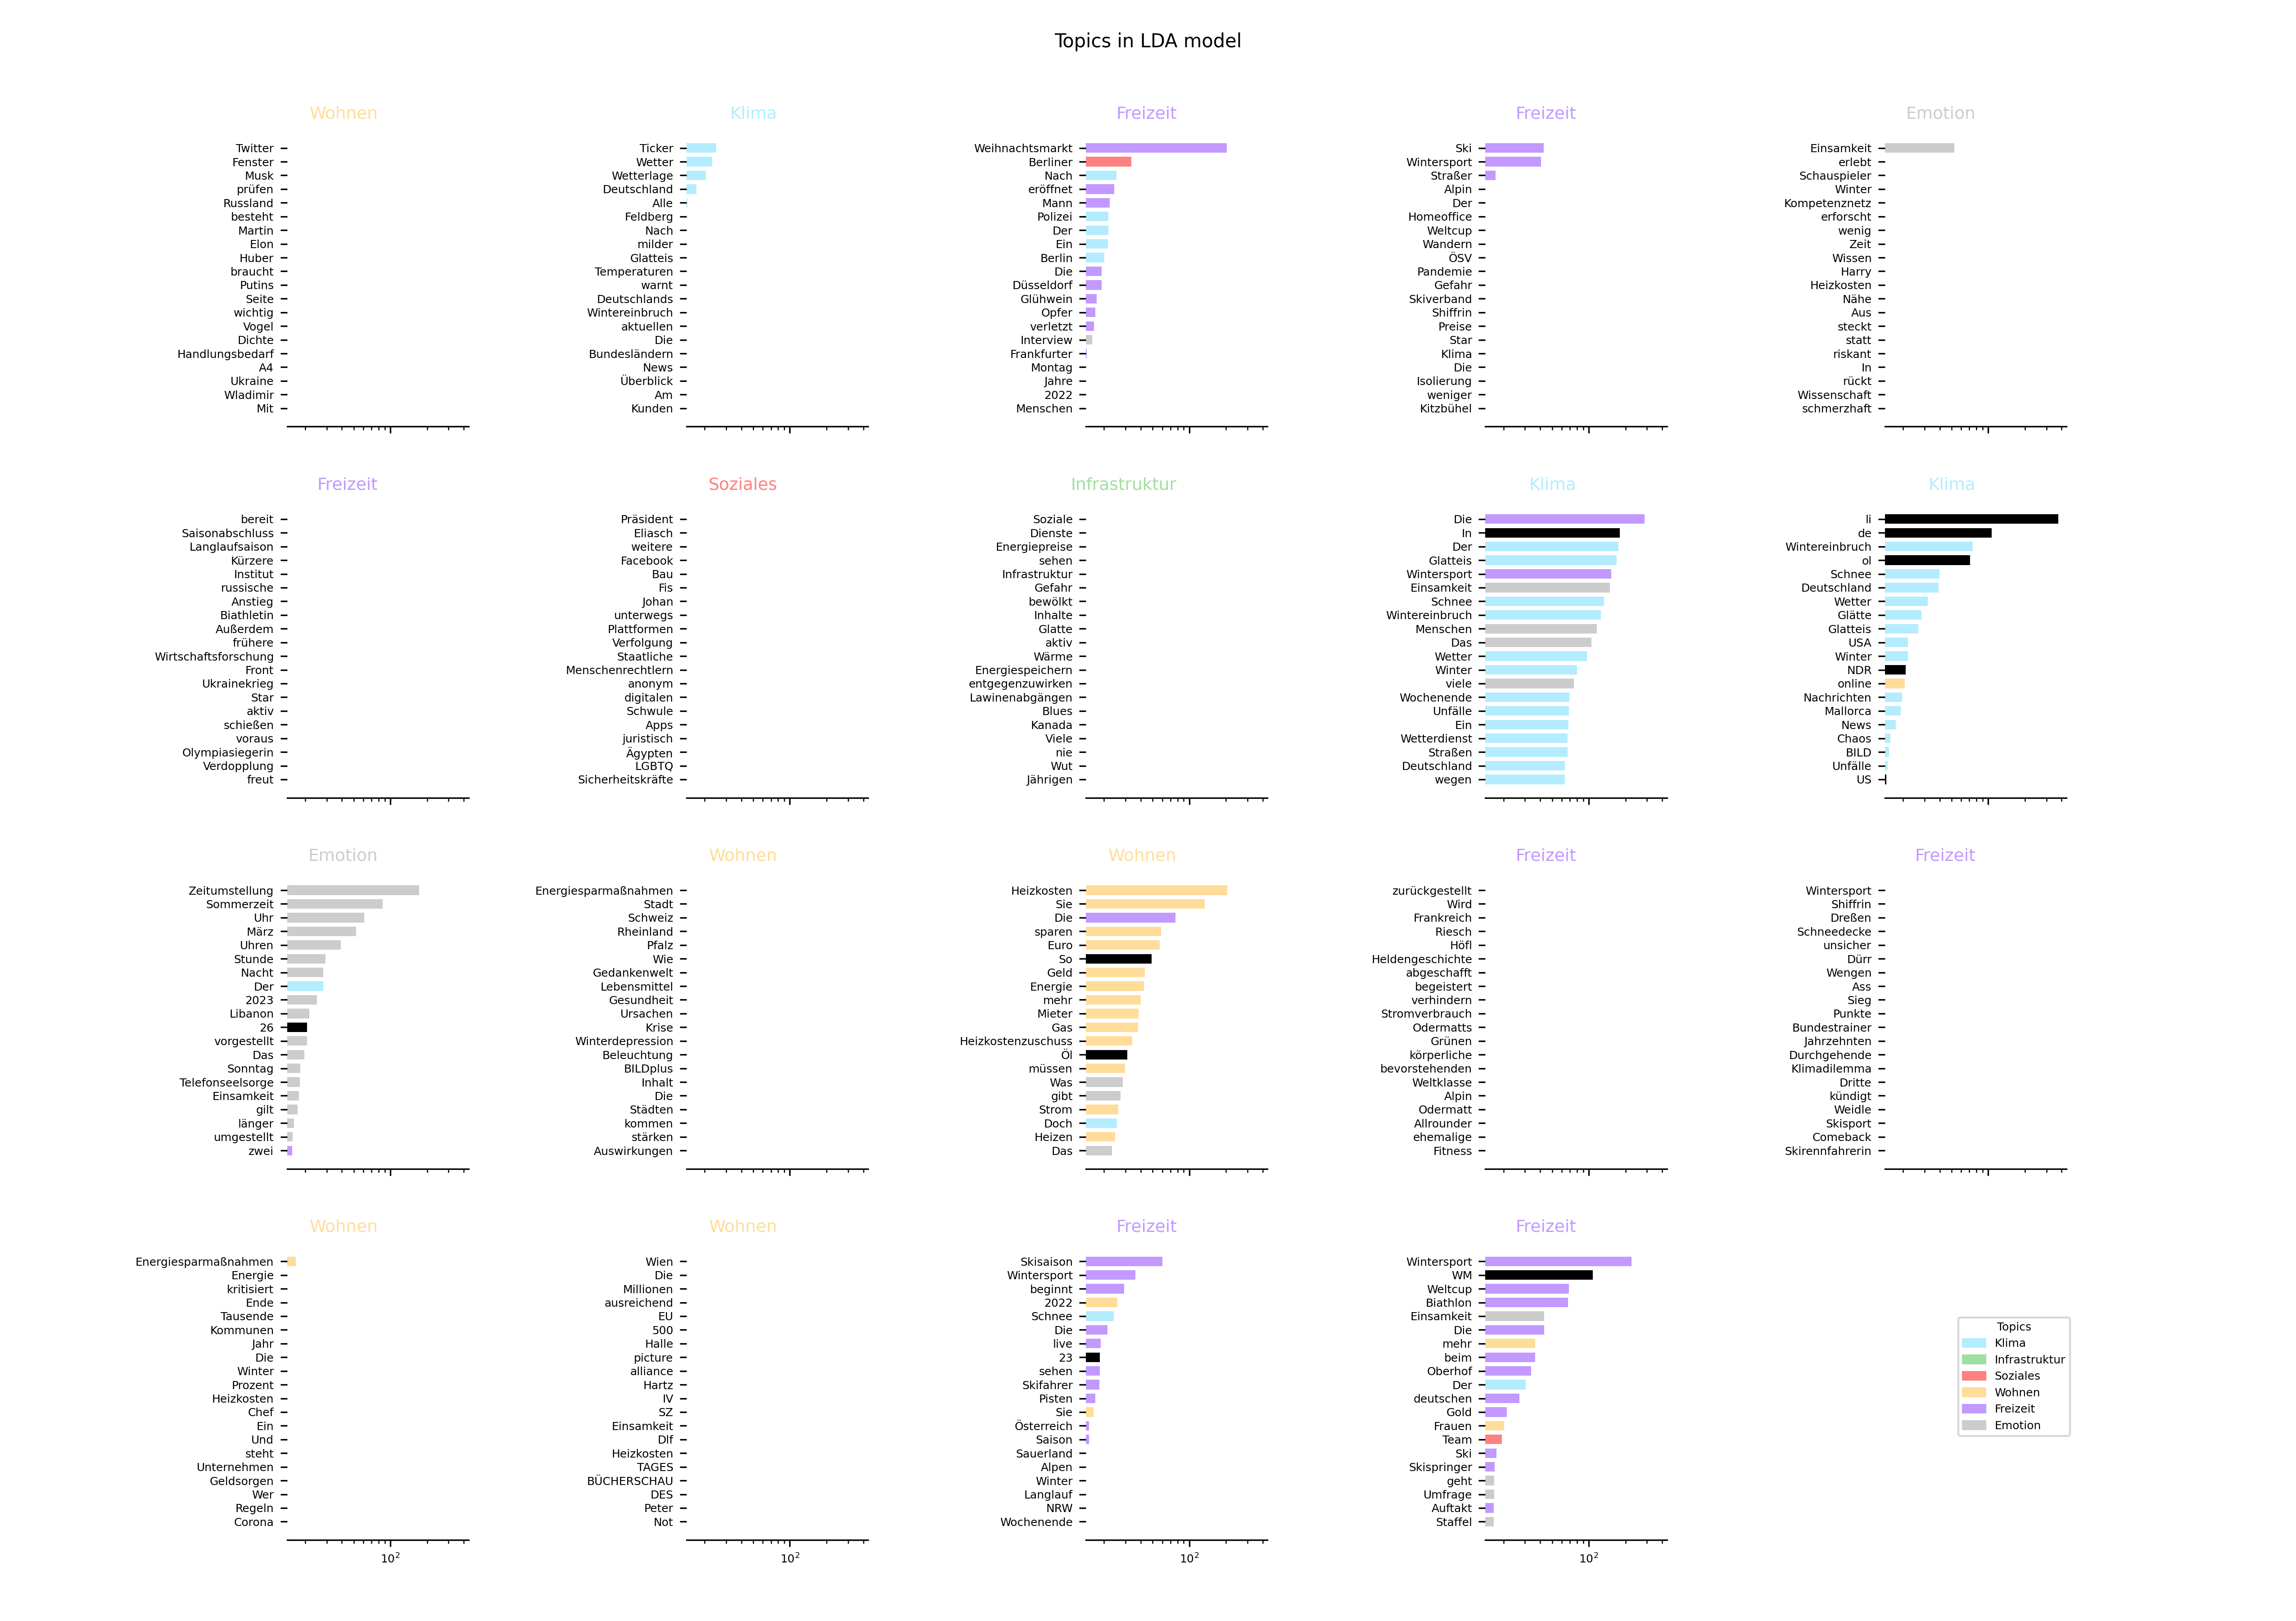 Topics in LDA model
Wohnen
Twitter
Fenster
Musk
prüfen
Russland
besteht
Martin
Elon
Huber
braucht
Putins
Seite
wichtig
Vogel
Dichte
Handlungsbedarf
A4
Ukraine
Wladimir
Mit
Klima
Ticker
Wetter
Wetterlage
Deutschland
Alle
Feldberg
Nach
milder
Glatteis
Temperaturen
warnt
Deutschlands
Wintereinbruch
aktuellen
Die
Bundesländern
News
Überblick
Am
Kunden
Freizeit
Weihnachtsmarkt
Berliner
Nach
eröffnet
Mann
Polizei
Der
Ein
Berlin
Die
Düsseldorf
Glühwein
Opfer
verletzt
Interview
Frankfurter
Montag
Jahre
2022
Menschen
Freizeit
Ski
Wintersport
Straßer
Alpin
Der
Homeoffice
Weltcup
Wandern
ÖSV
Pandemie
Gefahr
Skiverband
Shiffrin
Preise
Star
Klima
Die
Isolierung
weniger
Kitzbühel
Emotion
Einsamkeit
erlebt
Schauspieler
Winter
Kompetenznetz
erforscht
wenig
Zeit
Wissen
Harry
Heizkosten
Nähe
Aus
steckt
statt
riskant
In
rückt
Wissenschaft
schmerzhaft
Freizeit
bereit
Saisonabschluss
Langlaufsaison
Kürzere
Institut
russische
Anstieg
Biathletin
Außerdem
frühere
Wirtschaftsforschung
Front
Ukrainekrieg
Star
aktiv
schießen
voraus
Olympiasiegerin
Verdopplung
freut
Soziales
Präsident
Eliasch
weitere
Facebook
Bau
Fis
Johan
unterwegs
Plattformen
Verfolgung
Staatliche
Menschenrechtlern
anonym
digitalen
Schwule
Apps
juristisch
Ägypten
LGBTQ
Sicherheitskräfte
Infrastruktur
Soziale
Dienste
Energiepreise
sehen
Infrastruktur
Gefahr
bewölkt
Inhalte
Glatte
aktiv
Wärme
Energiespeichern
entgegenzuwirken
Lawinenabgängen
Blues
Kanada
Viele
nie
Wut
Jährigen
Klima
Die
In
Der
Glatteis
Wintersport
Einsamkeit
Schnee
Wintereinbruch
Menschen
Das
Wetter
Winter
viele
Wochenende
Unfälle
Ein
Wetterdienst
Straßen
Deutschland
wegen
Klima
li
de
Wintereinbruch
ol
Schnee
Deutschland
Wetter
Glätte
Glatteis
USA
Winter
NDR
online
Nachrichten
Mallorca
News
Chaos
BILD
Unfälle
US
Emotion
Zeitumstellung
Sommerzeit
Uhr
März
Uhren
Stunde
Nacht
Der
2023
Libanon
26
vorgestellt
Das
Sonntag
Telefonseelsorge
Einsamkeit
gilt
länger
umgestellt
zwei
Wohnen
Energiesparmaßnahmen
Stadt
Schweiz
Rheinland
Pfalz
Wie
Gedankenwelt
Lebensmittel
Gesundheit
Ursachen
Krise
Winterdepression
Beleuchtung
BILDplus
Inhalt
Die
Städten
kommen
stärken
Auswirkungen
Wohnen
Heizkosten
Sie
Die
sparen
Euro
So
Geld
Energie
mehr
Mieter
Gas
Heizkostenzuschuss
Öl
müssen
Was
gibt
Strom
Doch
Heizen
Das
Freizeit
zurückgestellt
Wird
Frankreich
Riesch
Höfl
Heldengeschichte
abgeschafft
begeistert
verhindern
Stromverbrauch
Odermatts
Grünen
körperliche
bevorstehenden
Weltklasse
Alpin
Odermatt
Allrounder
ehemalige
Fitness
Freizeit
Wintersport
Shiffrin
Dreßen
Schneedecke
unsicher
Dürr
Wengen
Ass
Sieg
Punkte
Bundestrainer
Jahrzehnten
Durchgehende
Klimadilemma
Dritte
kündigt
Weidle
Skisport
Comeback
Skirennfahrerin
Wohnen
Energiesparmaßnahmen
Energie
kritisiert
Ende
Tausende
Kommunen
Jahr
Die
Winter
Prozent
Heizkosten
Chef
Ein
Und
steht
Unternehmen
Geldsorgen
Wer
Regeln
Corona
10²
Wohnen
Wien
Die
Millionen
ausreichend
EU
500
Halle
picture
alliance
Hartz
IV
SZ
Einsamkeit
Dlf
Heizkosten
TAGES
BÜCHERSCHAU
DES
Peter
Not
10²
Freizeit
Skisaison
Wintersport
beginnt
2022
Schnee
Die
live
23
sehen
Skifahrer
Pisten
Sie
Österreich
Saison
Sauerland
Alpen
Winter
Langlauf
NRW
Wochenende
10²
Freizeit
Wintersport
WM
Weltcup
Biathlon
Einsamkeit
Die
mehr
beim
Oberhof
Der
deutschen
Gold
Frauen
Team
Ski
Skispringer
geht
Umfrage
Auftakt
Staffel
10²
Topics
Klima
Infrastruktur
Soziales
Wohnen
Freizeit
Emotion